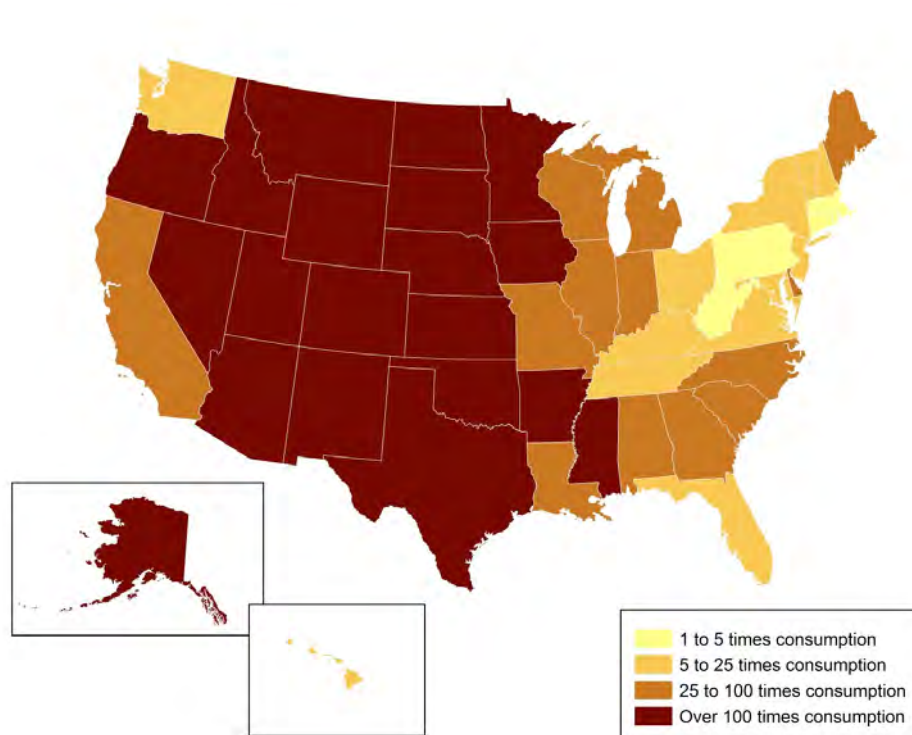 1 to 5 times consumption
5 to 25 times consumption
25 to 100 times consumption
Over 100 times consumption